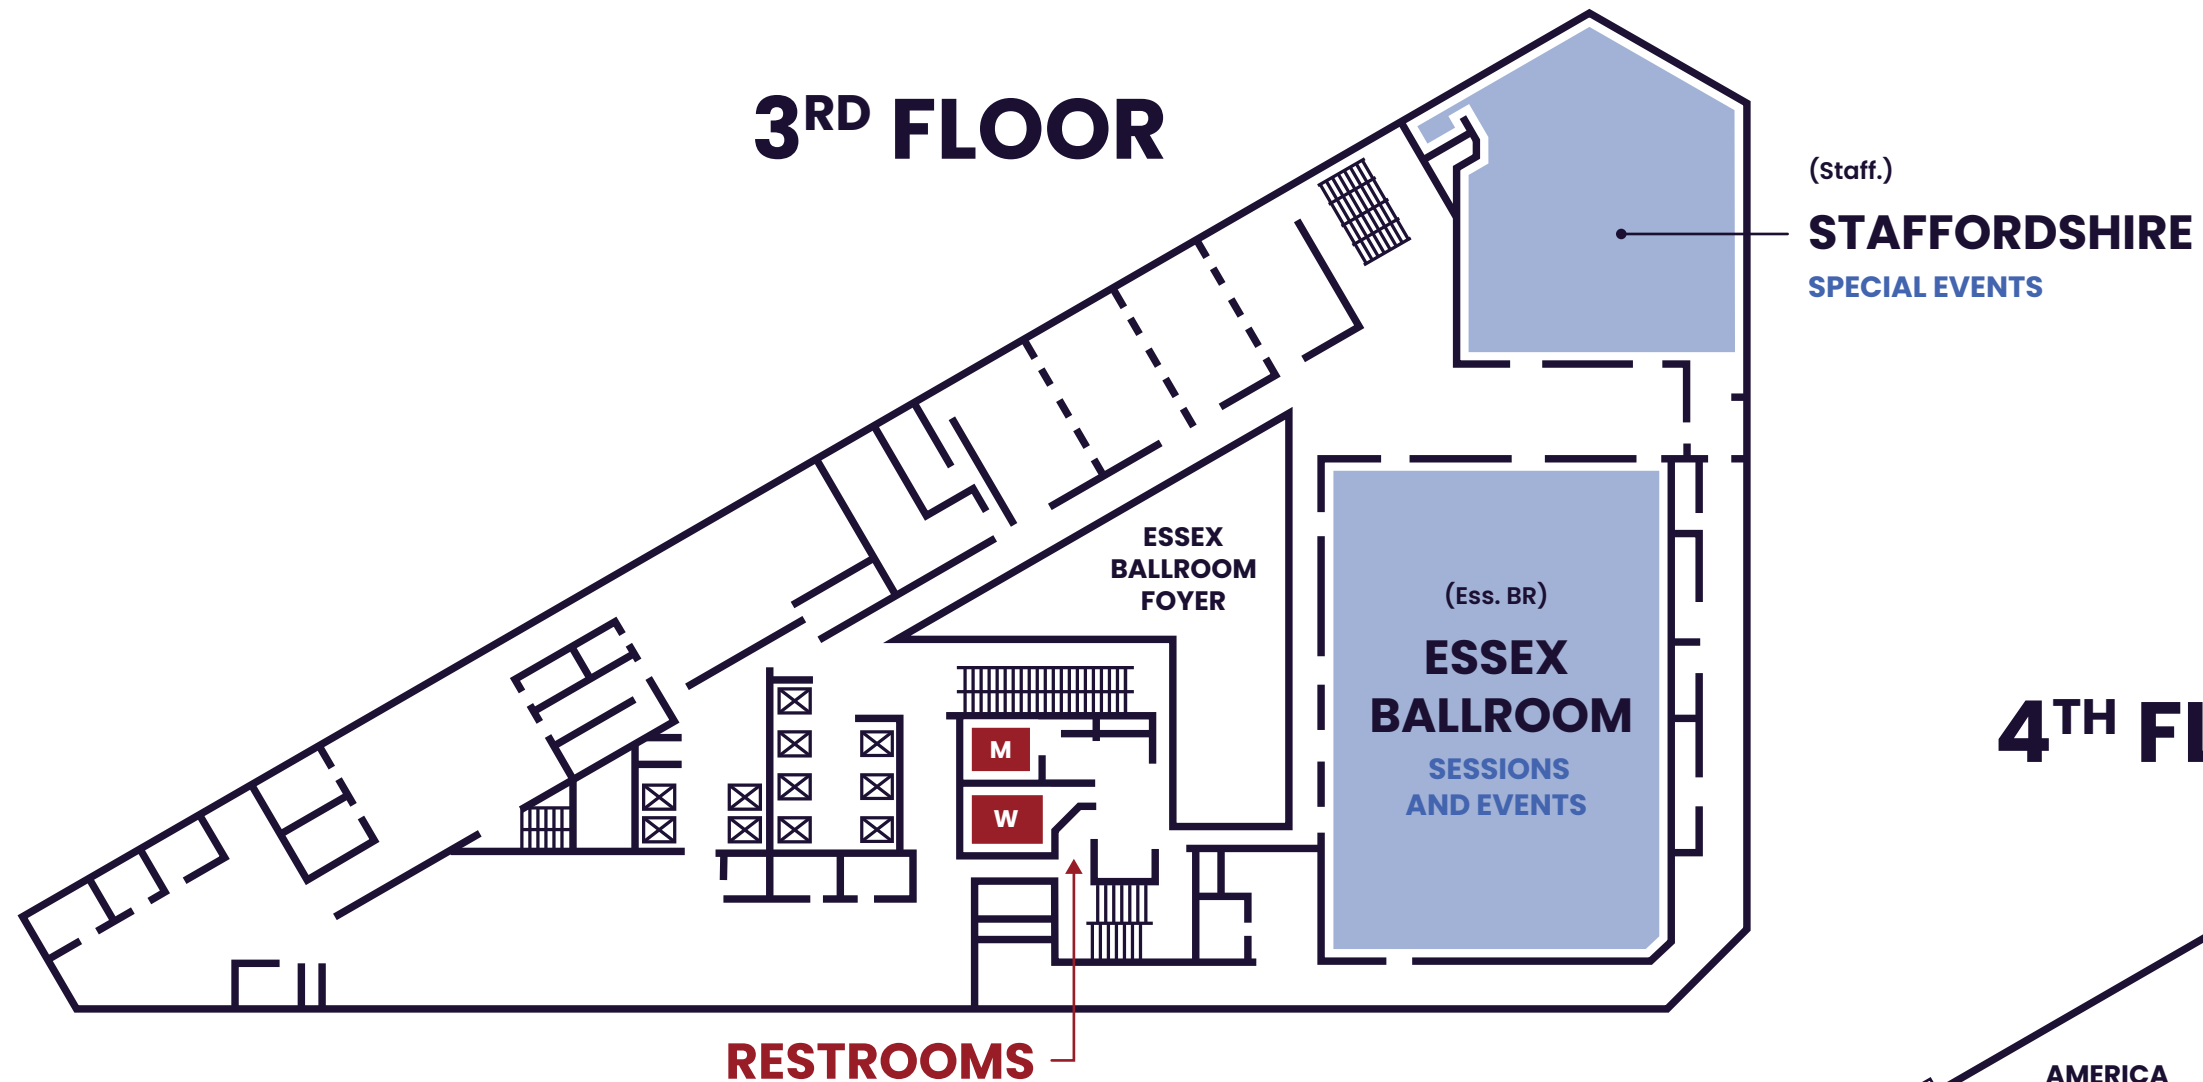 3RD FLOOR
(Staff.)
STAFFORDSHIRE
SPECIAL EVENTS
ESSEX
BALLROOM
FOYER
(Ess. BR)
ESSEX
BALLROOM
SESSIONS
AND EVENTS
M
W
RESTROOMS
4TH
AMERICA